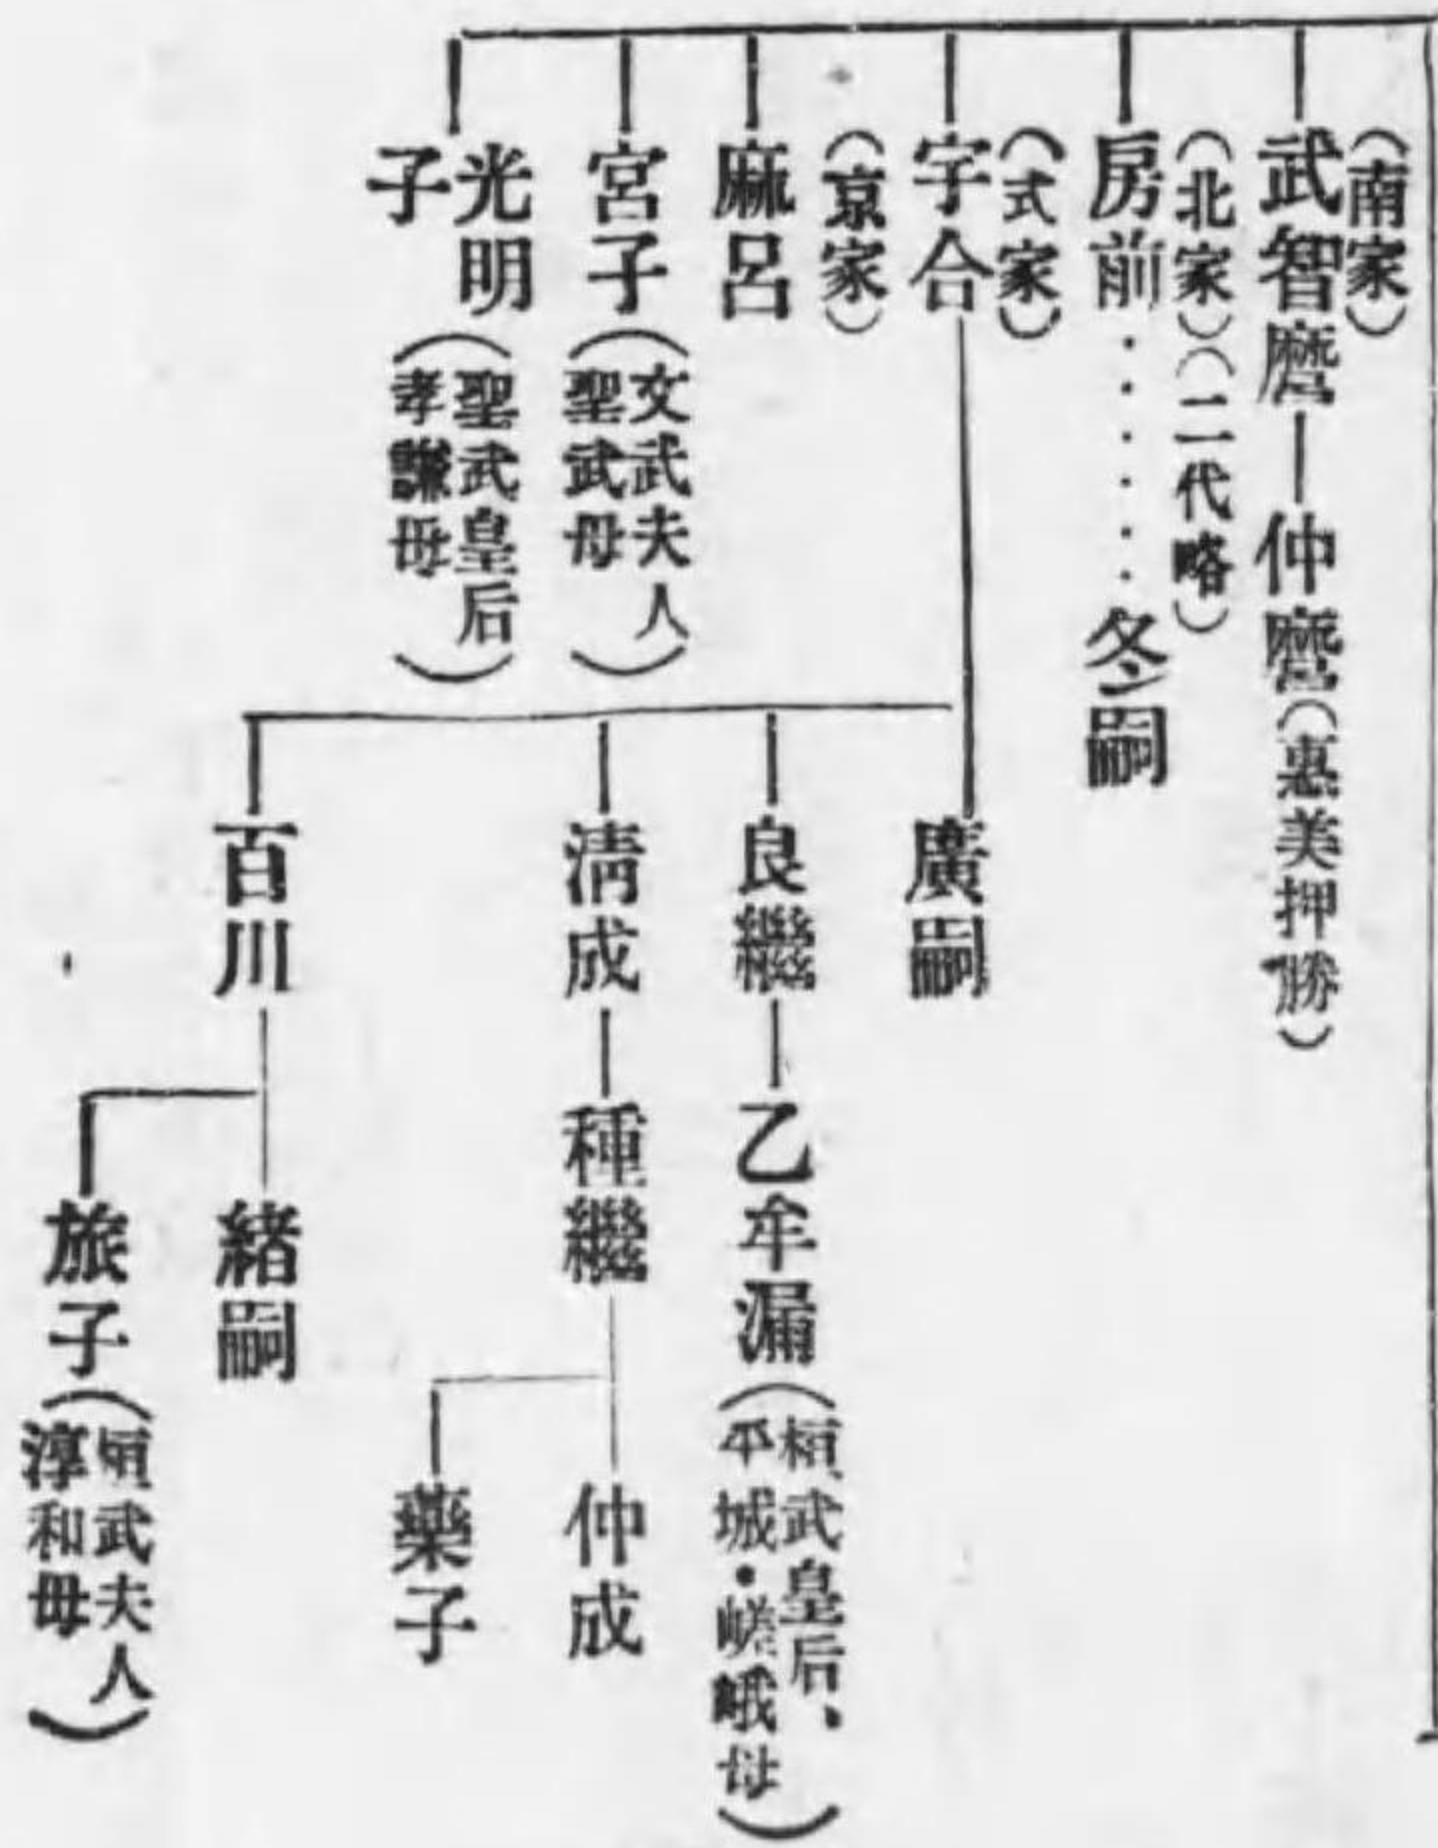 (南家)
武智麿—仲麿(惠美押勝)
(北家)(二代略)
房前······冬嗣
(式家)
宇合
廣嗣
良繼—乙牟漏(桓武皇后、平城・嵯峨母)
淸成—種繼
仲成
藥子
百川
緖嗣
旅子(桓武夫人淳和母)
(京家)
麻呂
宮子(文武夫人聖武母)
光明子(聖武皇后孝謙母)